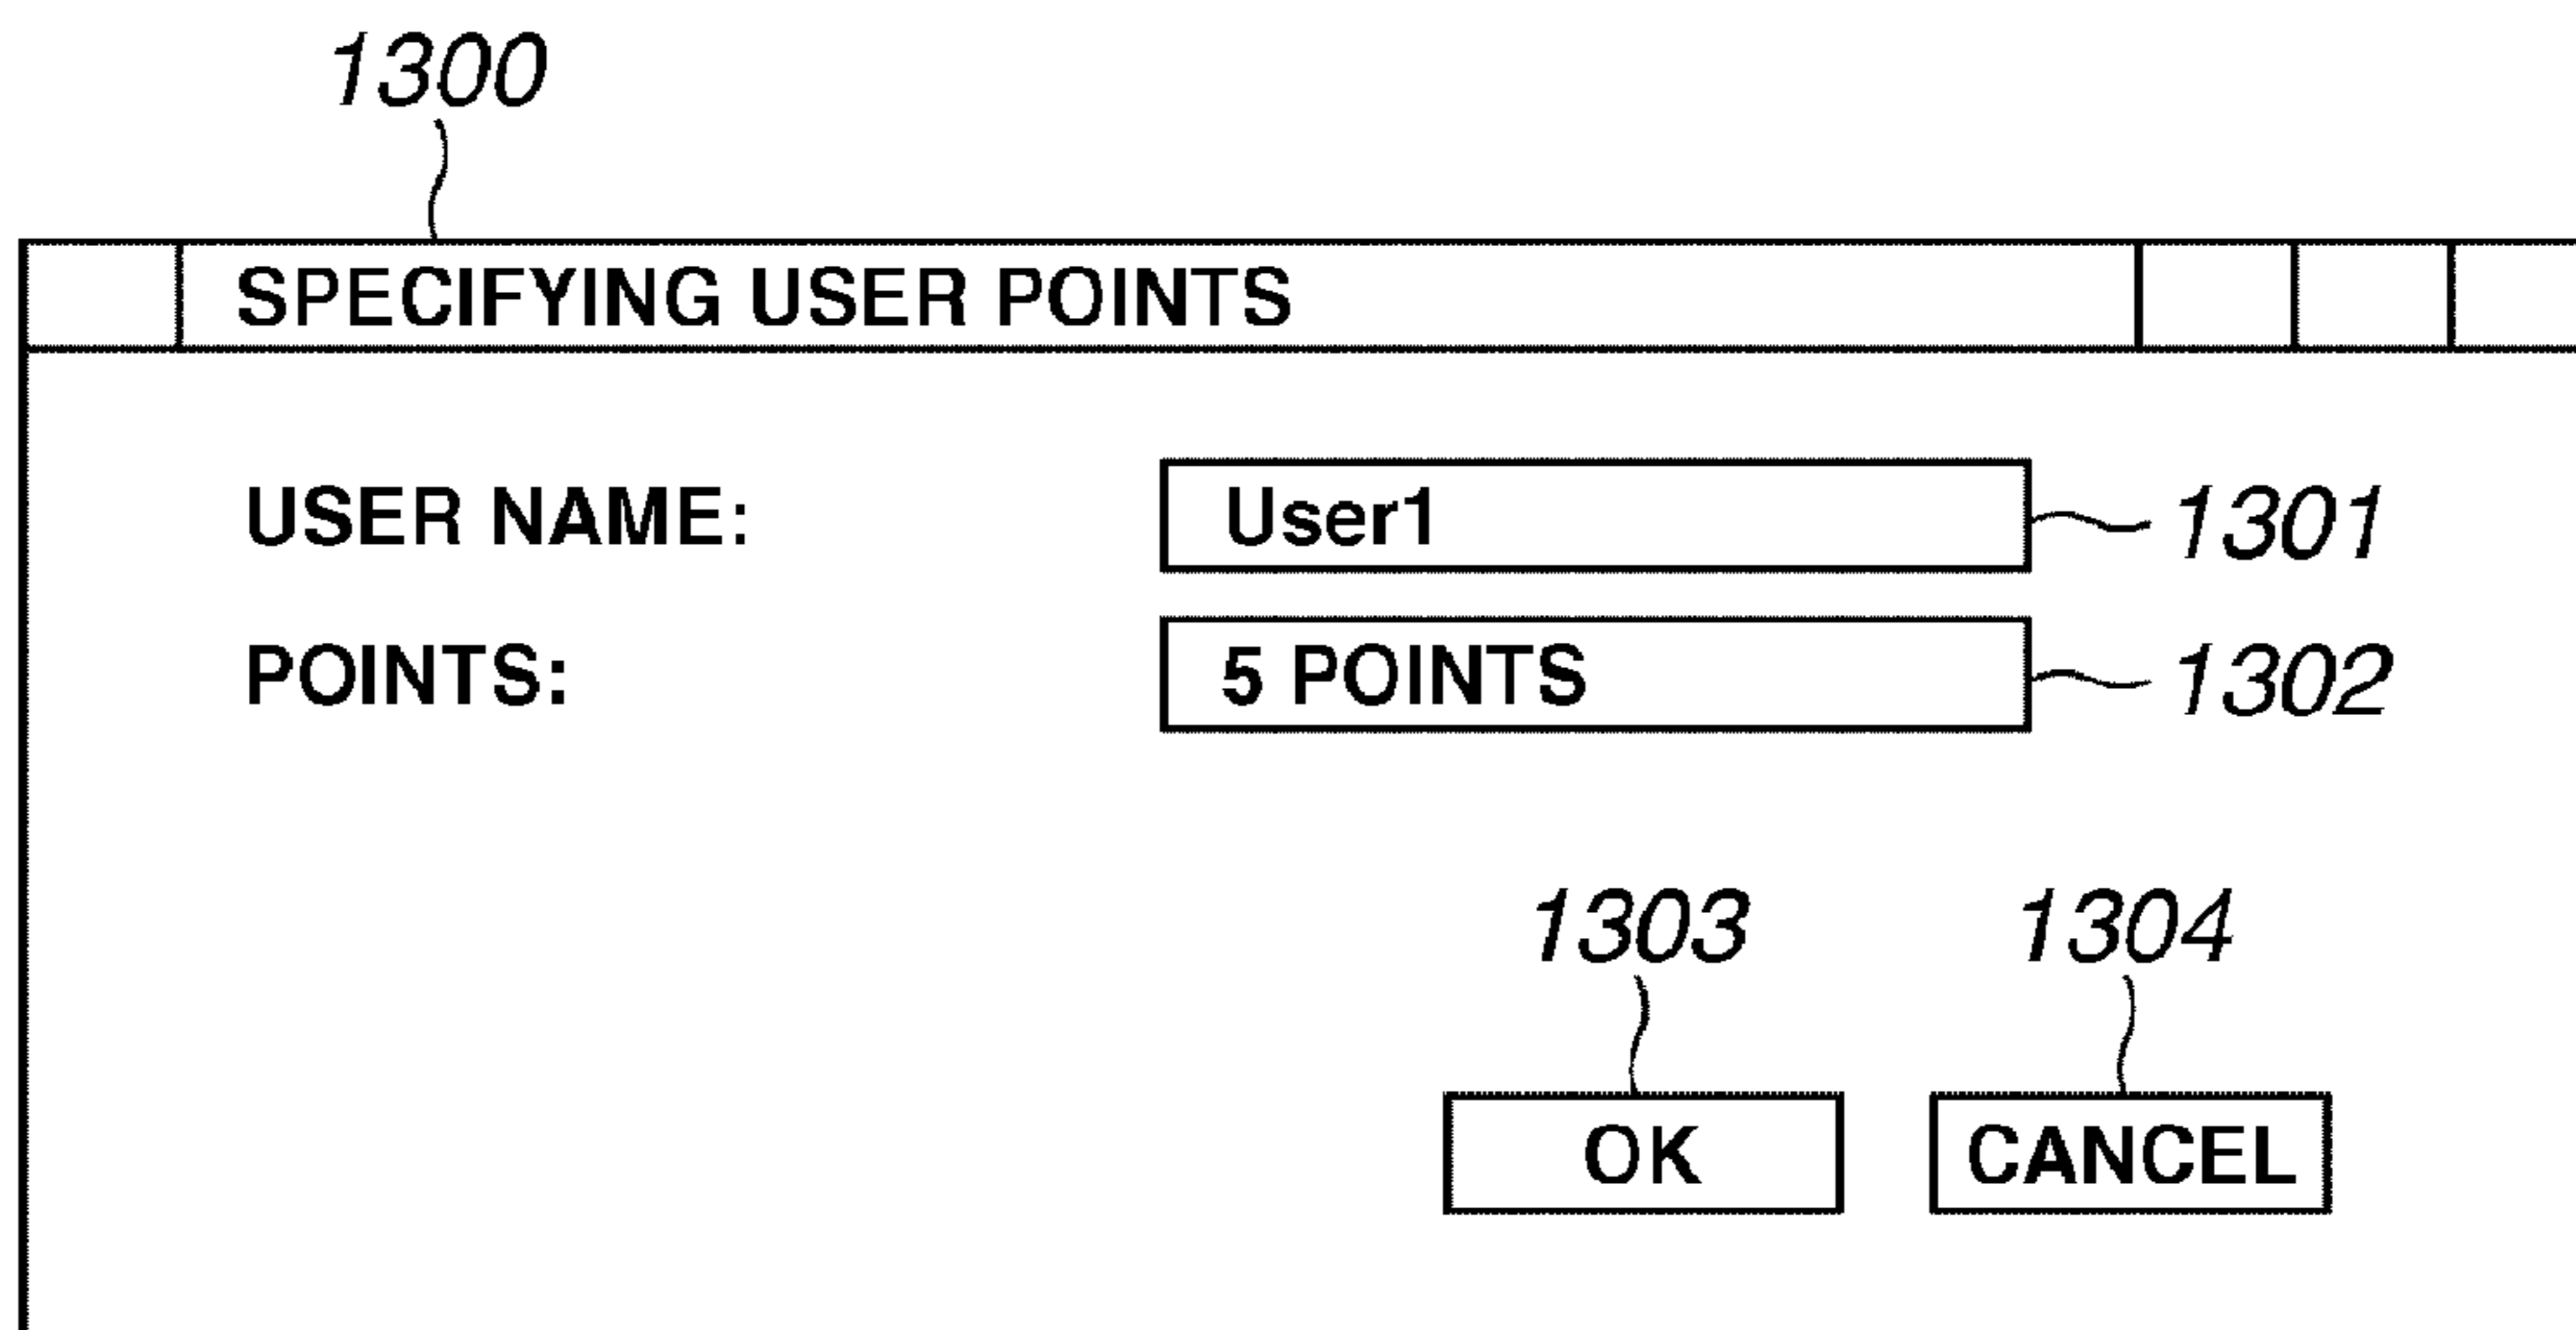 1300
SPECIFYING USER POINTS
USER NAME: User1 1301
POINTS: 5 POINTS 1302
1303 1304
OK CANCEL